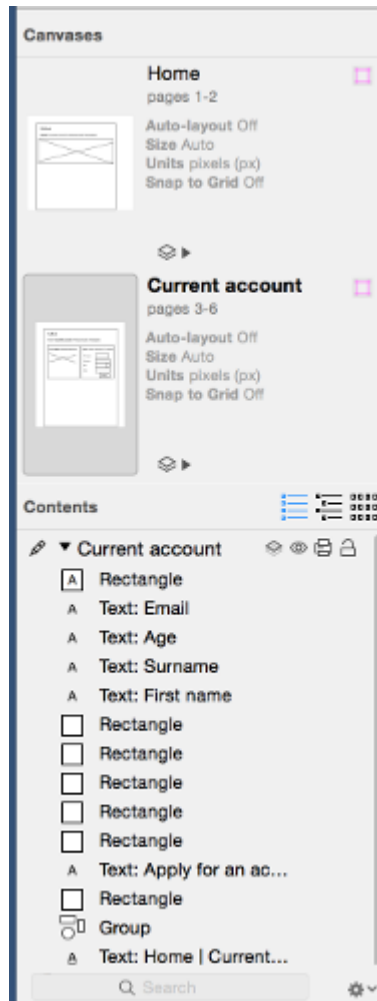 Canvases
Home
pages 1-2
Auto-layout Off
Size Auto
Units pixels (px)
Snap to Grid Off
Current account
pages 3-6
Auto-layout Off
Size Auto
Units pixels (px)
Snap to Grid Off
Contents
Current account
A Rectangle
A Text: Email
A Text: Age
A Text: Surname
A Text: First name
Rectangle
Rectangle
Rectangle
Rectangle
Rectangle
A Text: Apply for an ac...
Rectangle
Group
A Text: Home | Current...
Search